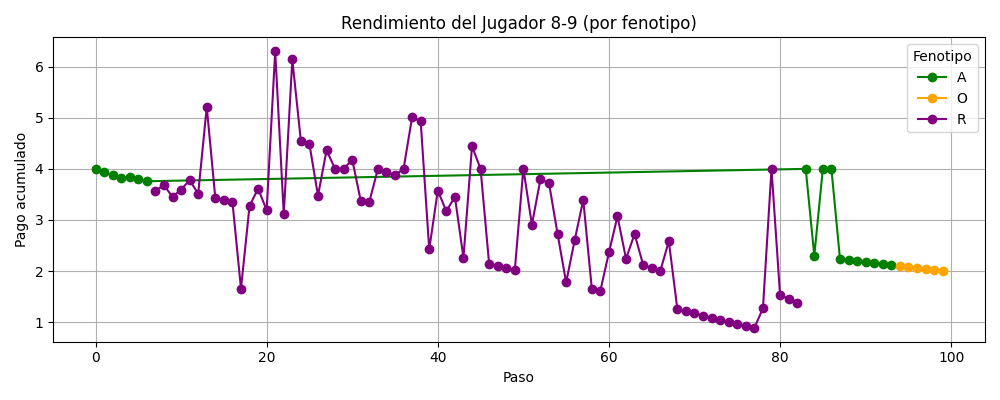 Rendimiento del Jugador 8-9 (por fenotipo)
Pago acumulado
6
5
4
3
2
1
0
20
40
60
80
100
Paso
Fenotipo
A
O
R